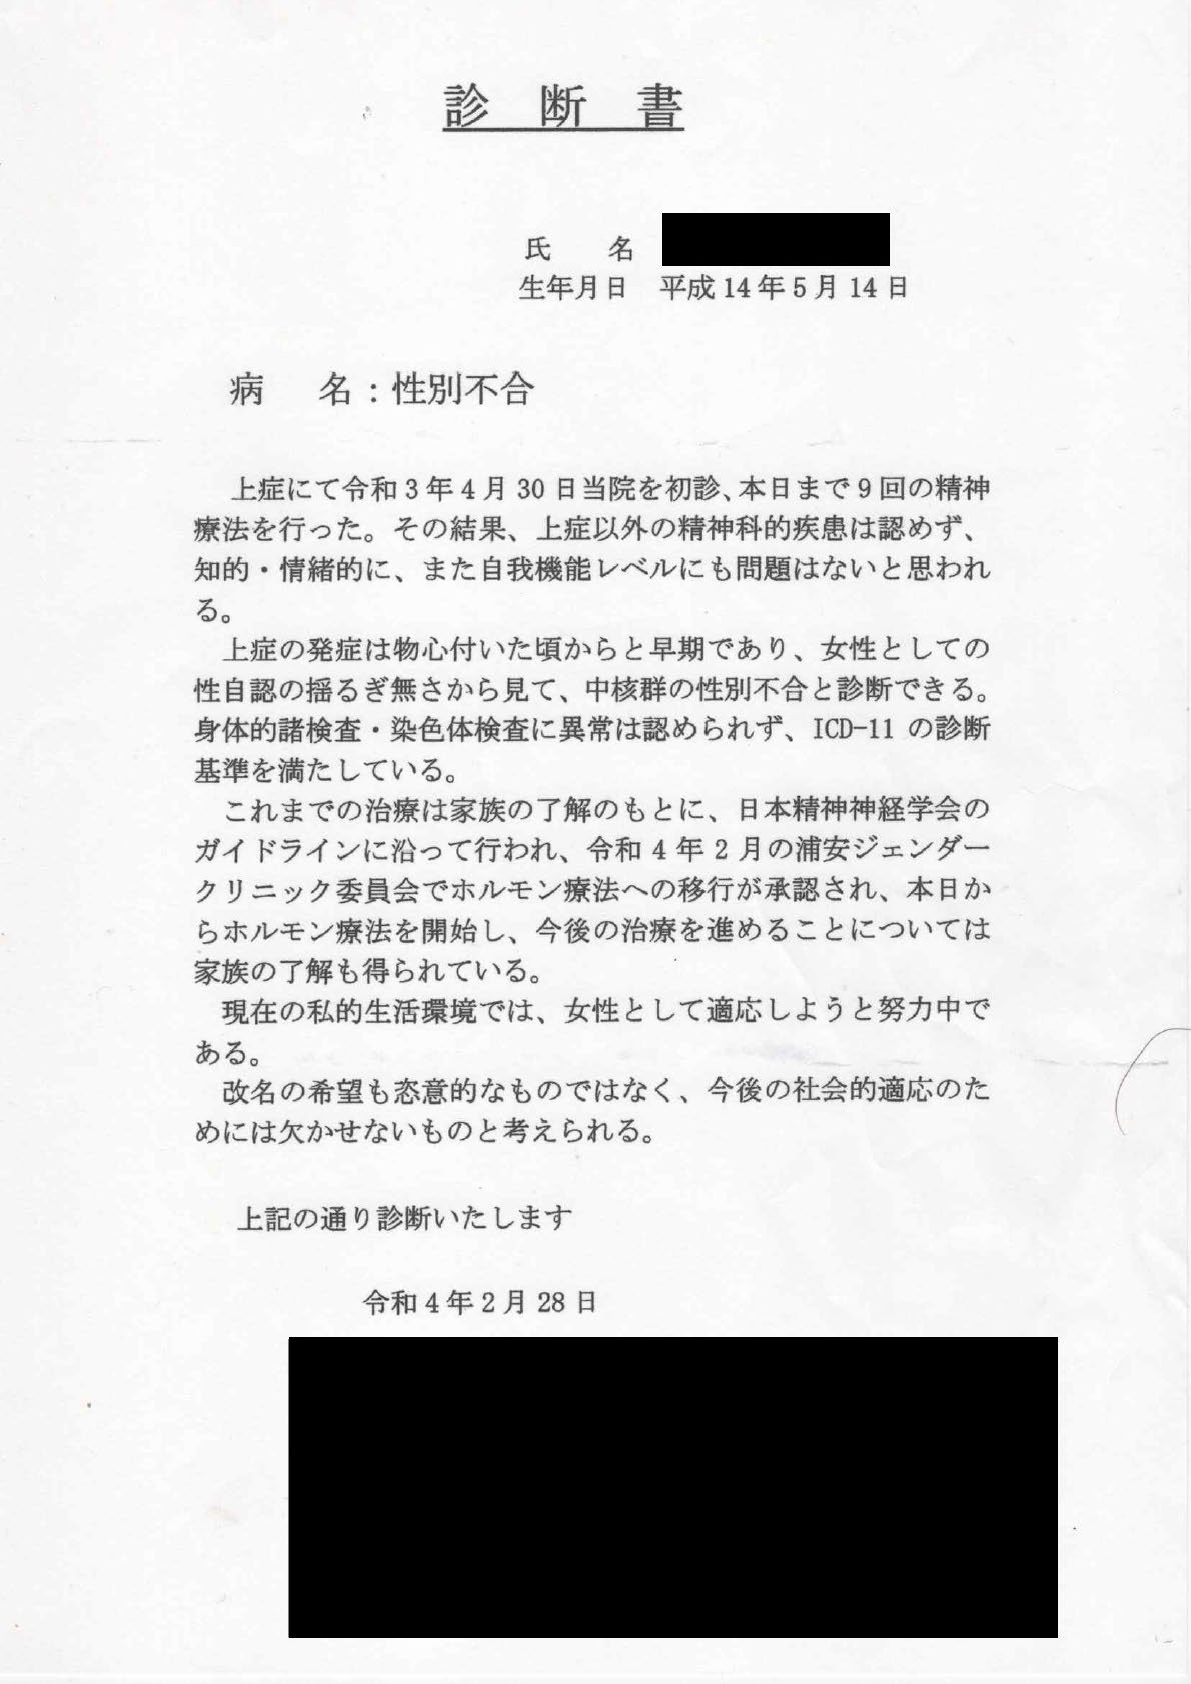 診断書
氏名
生年月日 平成14年5月14日
病名：性別不合
上症にて令和3年4月30日当院を初診、本日まで9回の精神
療法を行った。その結果、上症以外の精神科的疾患は認めず、
知的・情緒的に、また自我機能レベルにも問題はないと思われ
る。
上症の発症は物心付いた頃からと早期であり、女性としての
性自認の揺るぎ無さから見て、中核群の性別不合と診断できる。
身体的諸検査・染色体検査に異常は認められず、ICD-11 の診断
基準を満たしている。
これまでの治療は家族の了解のもとに、日本精神神経学会の
ガイドラインに沿って行われ、令和4年2月の浦安ジェンダー
クリニック委員会でホルモン療法への移行が承認され、本日か
らホルモン療法を開始し、今後の治療を進めることについては
家族の了解も得られている。
現在の私的生活環境では、女性として適応しようと努力中で
ある。
改名の希望も恣意的なものではなく、今後の社会的適応のた
めには欠かせないものと考えられる。
上記の通り診断いたします
令和4年2月28日